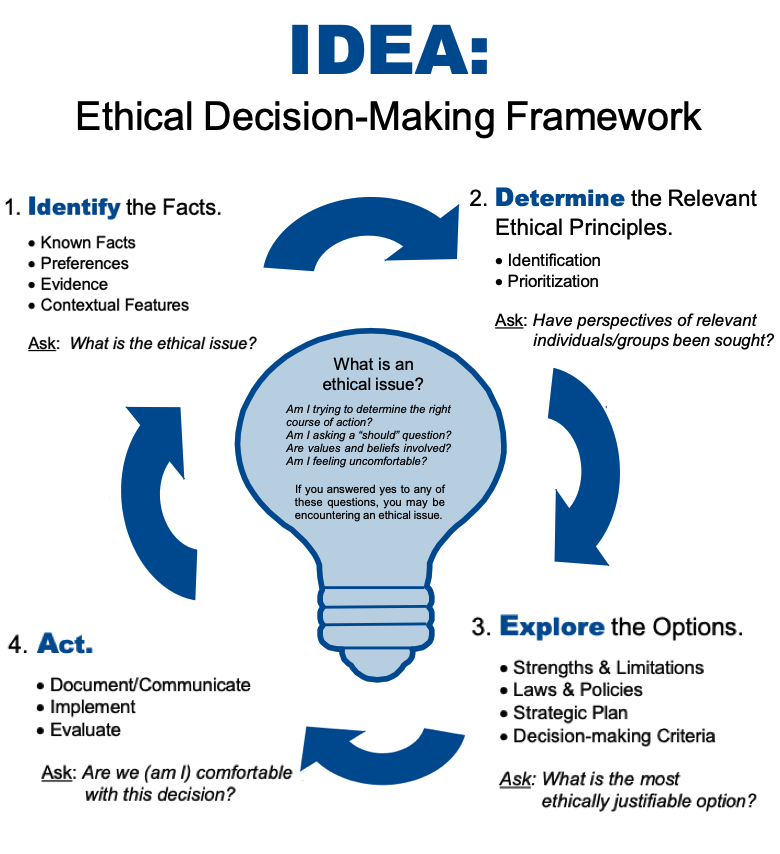 IDEA:
Ethical Decision-Making Framework
1. Identify the Facts.
• Known Facts
• Preferences
• Evidence
• Contextual Features
Ask: What is the ethical issue?
2. Determine the Relevant
Ethical Principles.
• Identification
• Prioritization
Ask: Have perspectives of relevant
individuals/groups been sought?
What is an
ethical issue?
Am I trying to determine the right
course of action?
Am I asking a “should” question?
Are values and beliefs involved?
Am I feeling uncomfortable?
If you answered yes to any of
these questions, you may be
encountering an ethical issue.
3. Explore the Options.
• Strengths & Limitations
• Laws & Policies
• Strategic Plan
• Decision-making Criteria
Ask: What is the most
ethically justifiable option?
4. Act.
• Document/Communicate
• Implement
• Evaluate
Ask: Are we (am I) comfortable
with this decision?